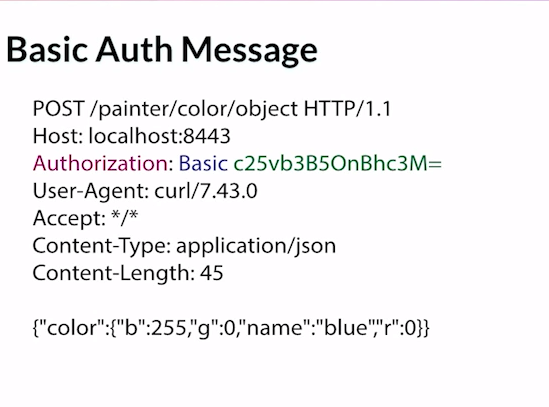 Basic Auth Message
POST /painter/color/object HTTP/1.1
Host: localhost:8443
Authorization: Basic c25vb3B5OnBhc3M=
User-Agent: curl/7.43.0
Accept: */*
Content-Type: application/json
Content-Length: 45
{"color":{"b":255,"g":0,"name":"blue","r":0}}